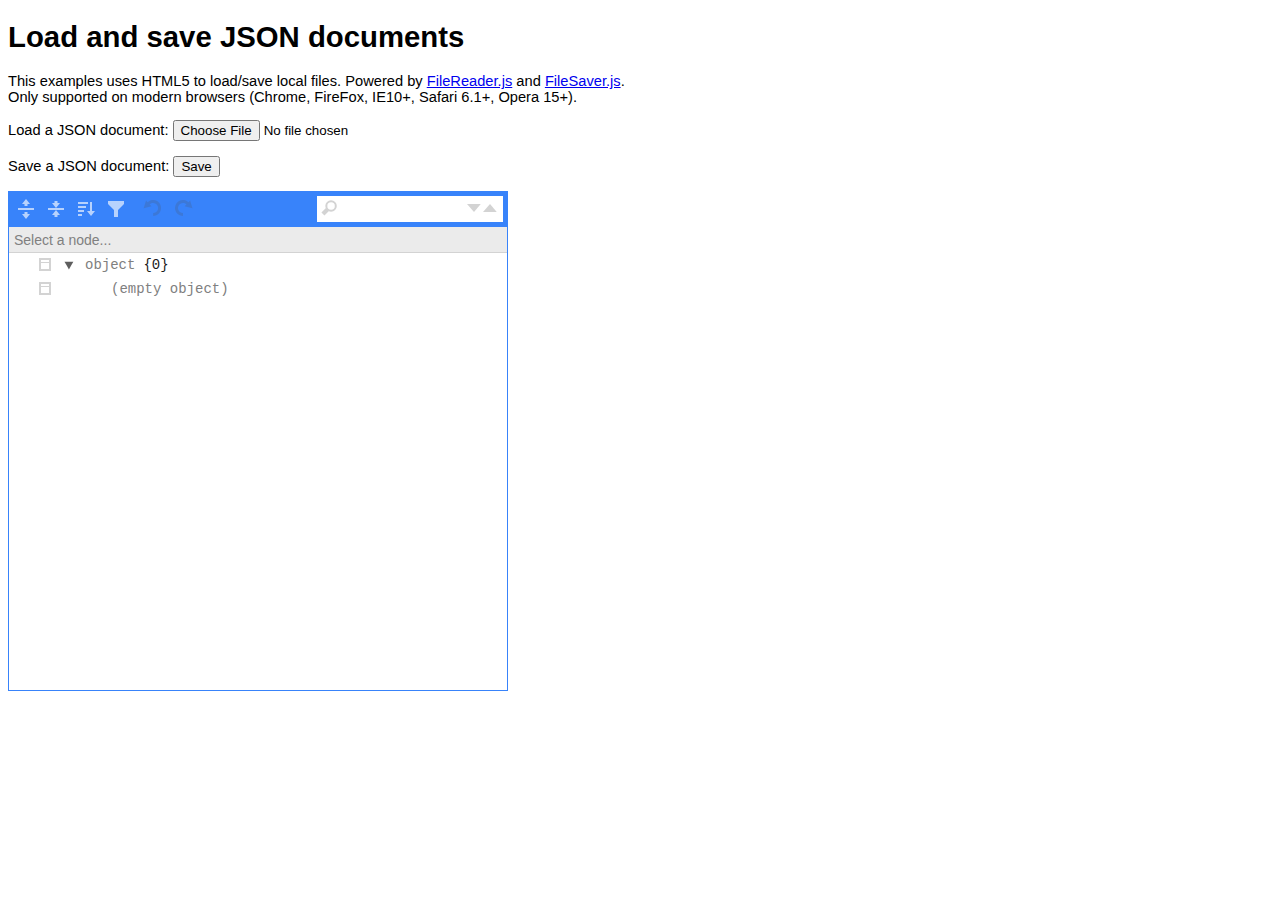 Load and save JSON documents
This examples uses HTML5 to load/save local files. Powered by FileReader.js and FileSaver.js.
Only supported on modern browsers (Chrome, FireFox, IE10+, Safari 6.1+, Opera 15+).
Load a JSON document: Choose File No file chosen
Save a JSON document: Save
Select a node...
object {0}
(empty object)